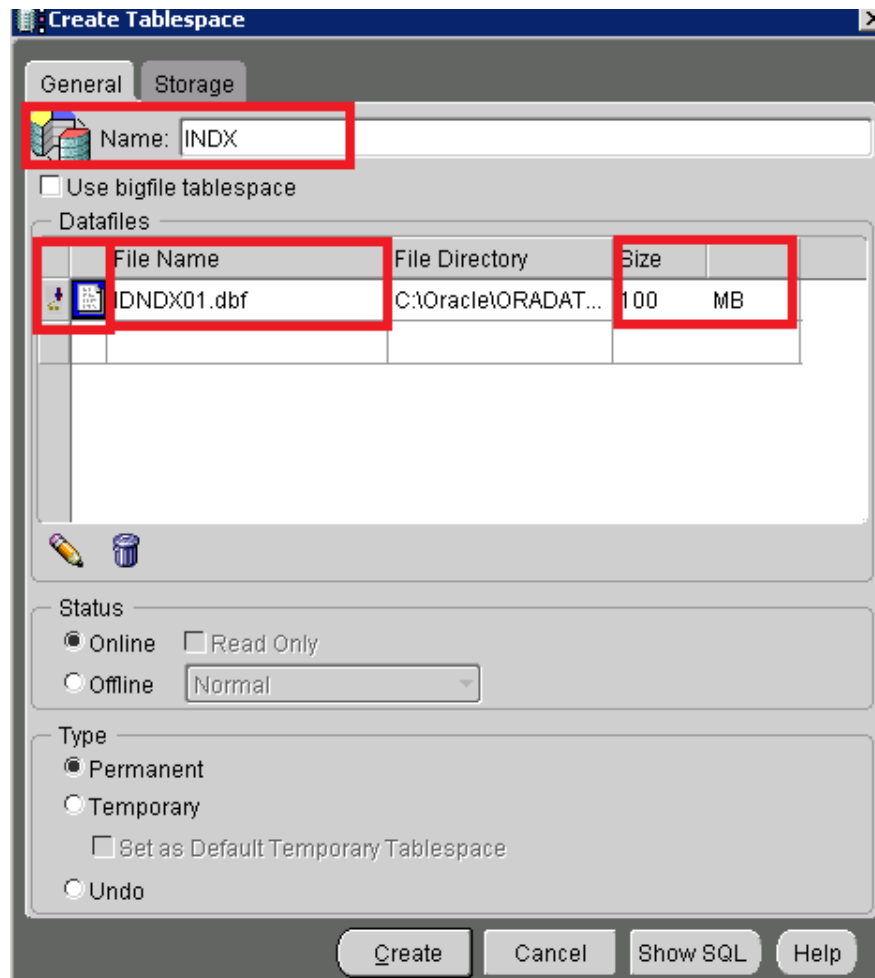 Create Tablespace
General Storage
Name: INDX
Use bigfile tablespace
Datafiles
File Name File Directory Size
IDNDX01.dbf C:\Oracle\ORADAT... 100 MB
Status
Online Read Only
Offline Normal
Type
Permanent
Temporary
Set as Default Temporary Tablespace
Undo
Create Cancel Show SQL Help